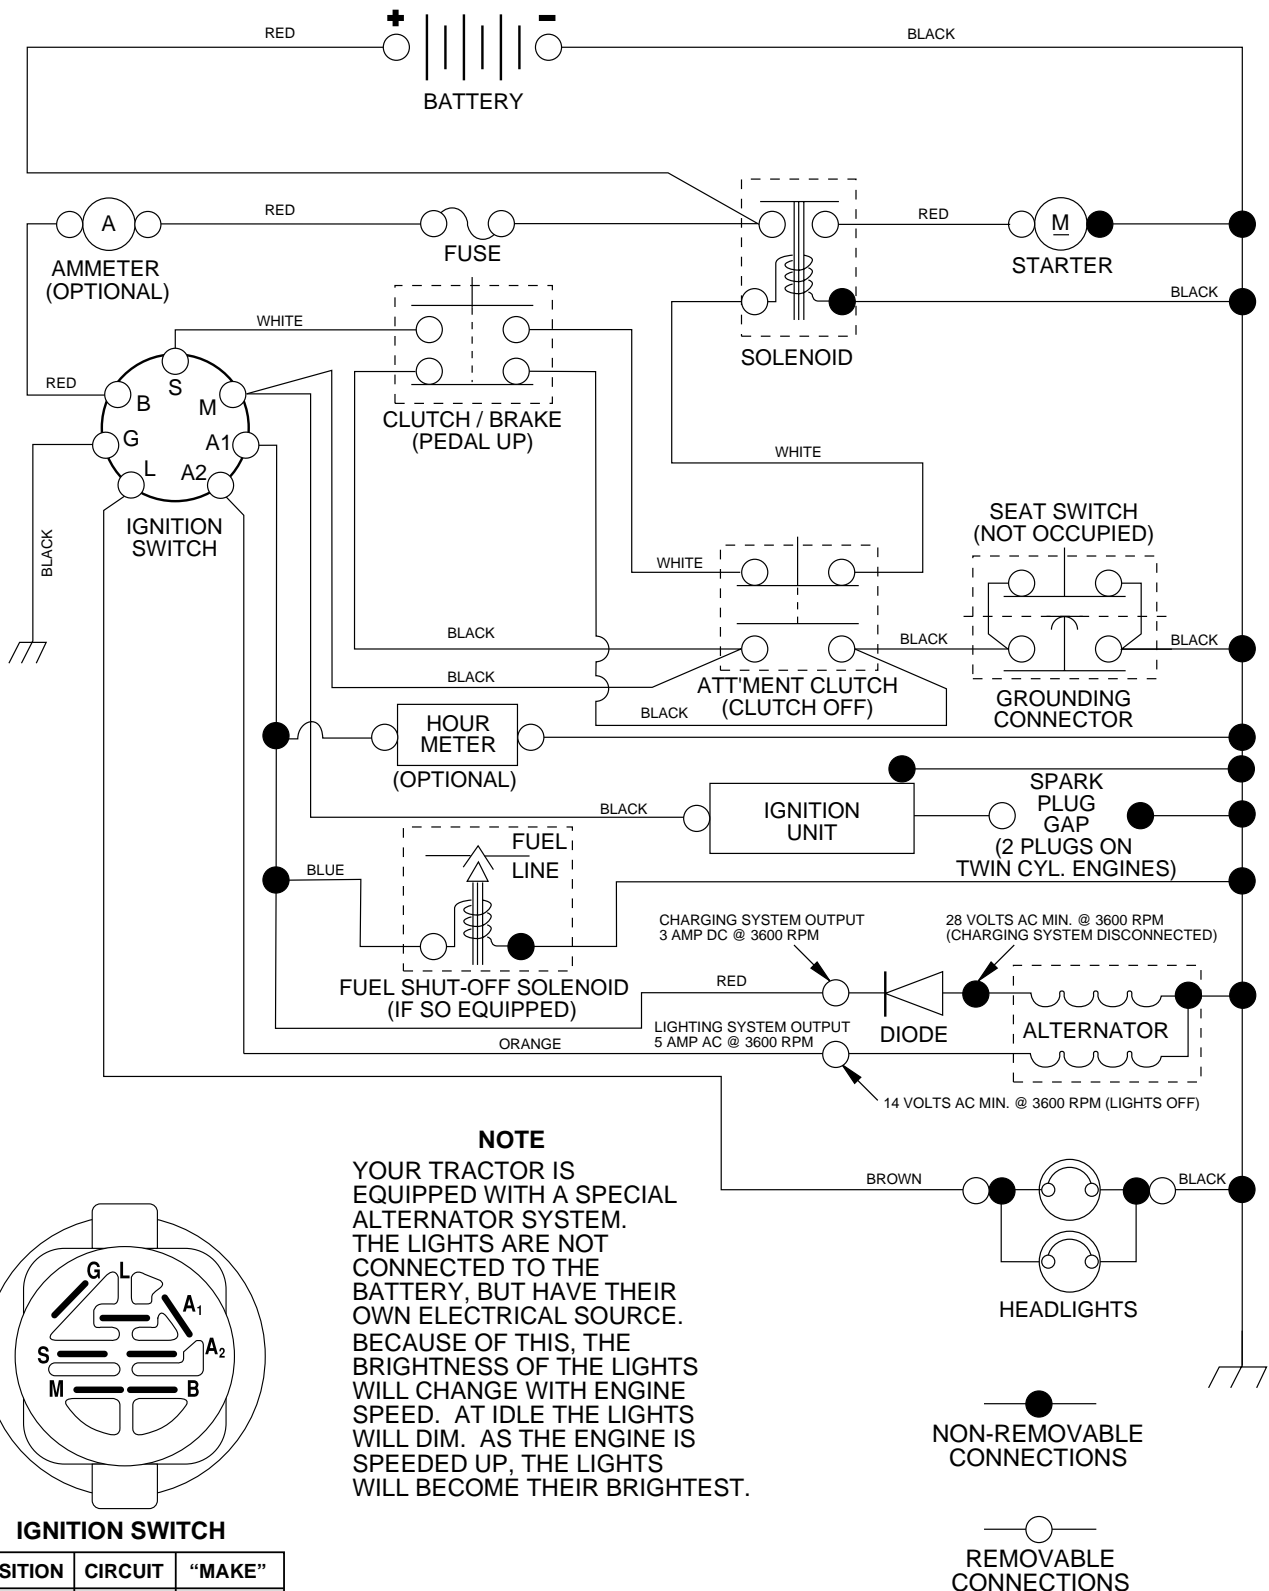 + −
RED
BLACK
BATTERY
A
RED
FUSE
RED
M
STARTER
AMMETER
(OPTIONAL)
BLACK
WHITE
SOLENOID
RED
S
B
M
G
A1
L
A2
CLUTCH / BRAKE
(PEDAL UP)
WHITE
IGNITION
SWITCH
SEAT SWITCH
(NOT OCCUPIED)
BLACK
WHITE
BLACK
BLACK
BLACK
BLACK
ATT'MENT CLUTCH
(CLUTCH OFF)
GROUNDING
CONNECTOR
BLACK
HOUR
METER
(OPTIONAL)
BLACK
IGNITION
UNIT
SPARK
PLUG
GAP
(2 PLUGS ON
TWIN CYL. ENGINES)
FUEL
LINE
BLUE
CHARGING SYSTEM OUTPUT
3 AMP DC @ 3600 RPM
28 VOLTS AC MIN. @ 3600 RPM
(CHARGING SYSTEM DISCONNECTED)
FUEL SHUT-OFF SOLENOID
(IF SO EQUIPPED)
RED
DIODE
ALTERNATOR
ORANGE
LIGHTING SYSTEM OUTPUT
5 AMP AC @ 3600 RPM
14 VOLTS AC MIN. @ 3600 RPM (LIGHTS OFF)
NOTE
YOUR TRACTOR IS
EQUIPPED WITH A SPECIAL
ALTERNATOR SYSTEM.
THE LIGHTS ARE NOT
CONNECTED TO THE
BATTERY, BUT HAVE THEIR
OWN ELECTRICAL SOURCE.
BECAUSE OF THIS, THE
BRIGHTNESS OF THE LIGHTS
WILL CHANGE WITH ENGINE
SPEED. AT IDLE THE LIGHTS
WILL DIM. AS THE ENGINE IS
SPEEDED UP, THE LIGHTS
WILL BECOME THEIR BRIGHTEST.
BROWN
BLACK
HEADLIGHTS
G L
A1
S
A2
M
B
IGNITION SWITCH
SITION CIRCUIT “MAKE”
NON-REMOVABLE
CONNECTIONS
REMOVABLE
CONNECTIONS